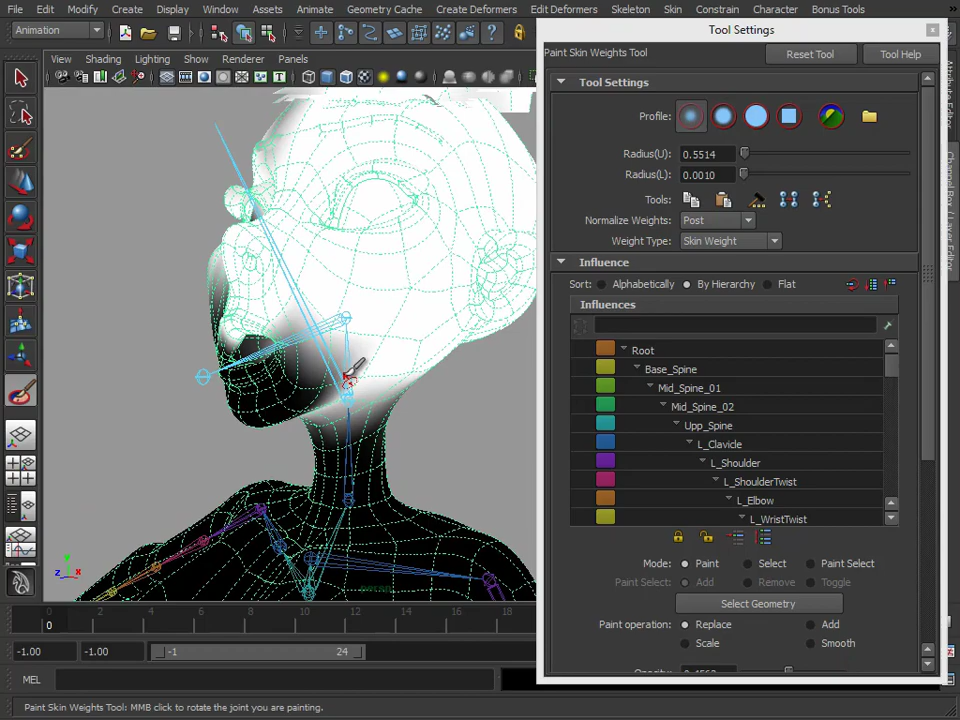 File Edit Modify Create Display Window Assets Animate Geometry Cache Create Deformers Edit Deformers Skeleton Skin Constrain Character Bonus Tools
Animation
Tool Settings
View Shading Lighting Show Renderer Panels
Paint Skin Weights Tool Reset Tool Tool Help
Tool Settings
Profile:
Radius(U): 0.5514
Radius(L): 0.0010
Tools:
Normalize Weights: Post
Weight Type: Skin Weight
Influence
Sort: Alphabetically By Hierarchy Flat
Influences
Root
Base_Spine
Mid_Spine_01
Mid_Spine_02
Upp_Spine
L_Clavicle
L_Shoulder
L_ShoulderTwist
L_Elbow
L_WristTwist
Mode: Paint Select Paint Select
Paint Select: Add Remove Toggle
Select Geometry
Paint operation: Replace Add
Scale Smooth
Channel Box / Layer Editor
persp
z x
0 2 4 6 8 10 12 14 16 18
0
-1.00 -1.00 -1 24
MEL
Paint Skin Weights Tool: MMB click to rotate the joint you are painting.